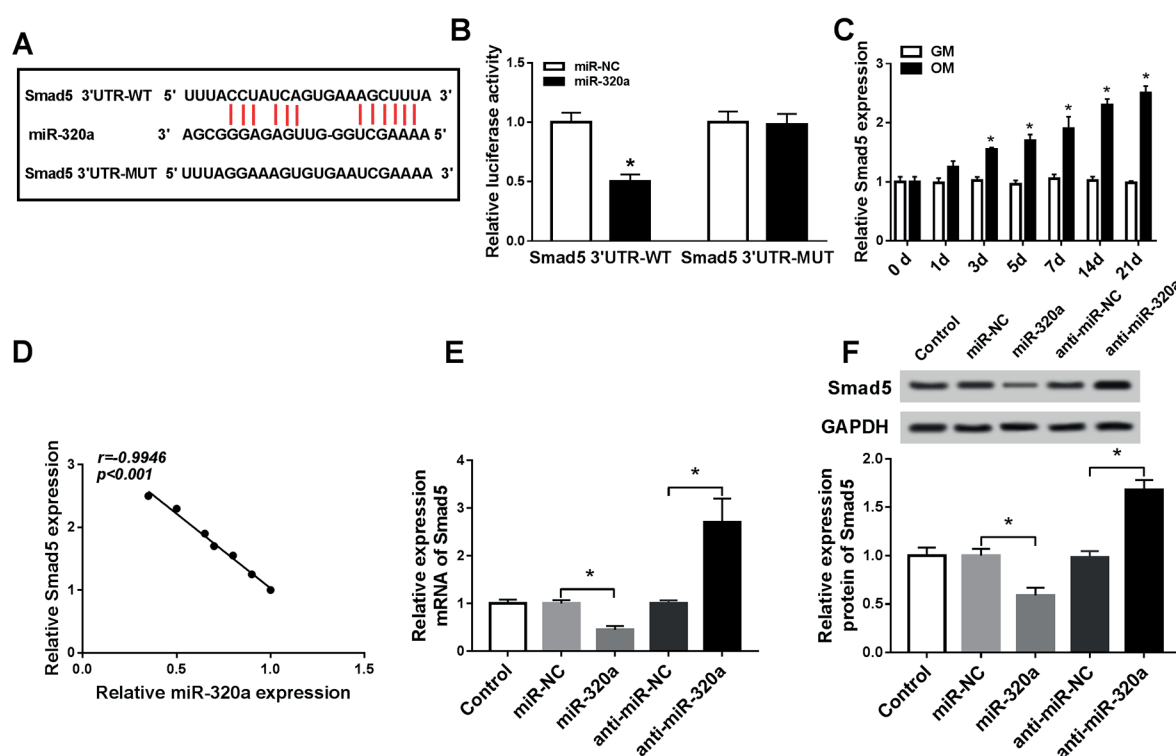 A
Smad5 3'UTR-WT 5' UUUACCUAUCAGUGAAAGCUUUA 3'
miR-320a 3' AGCGGGAGAGUUG-GGUCGAAAA 5'
Smad5 3'UTR-MUT 5' UUUAGGAAAGUGUGAAUCGAAAA 3'
B
Relative luciferase activity
miR-NC
miR-320a
1.5
1.0
0.5
0.0
*
Smad5 3'UTR-WT Smad5 3'UTR-MUT
C
Relative Smad5 expression
GM
OM
3
2
1
0
* * * * *
0 d 1d 3d 5d 7d 14d 21d
D
Relative Smad5 expression
r=-0.9946
p<0.001
3
2
1
0
0.0 0.5 1.0 1.5
Relative miR-320a expression
E
Relative expression
mRNA of Smad5
4
3
2
1
0
* *
Control miR-NC miR-320a anti-miR-NC anti-miR-320a
F
Control miR-NC miR-320a anti-miR-NC anti-miR-320a
Smad5
GAPDH
Relative expression
protein of Smad5
2.0
1.5
1.0
0.5
0.0
* *
Control miR-NC miR-320a anti-miR-NC anti-miR-320a